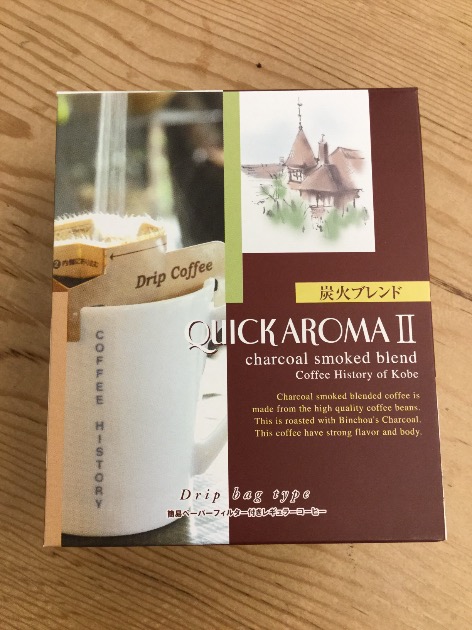 炭火ブレンド
QUICK AROMA II
charcoal smoked blend
Coffee History of Kobe
Charcoal smoked blended coffee is
made from the high quality coffee beans.
This is roasted with Binchou's Charcoal.
This coffee have strong flavor and body.
Drip Coffee
COFFEE HISTORY
Drip bag type
簡易ペーパーフィルター付きレギュラーコーヒー